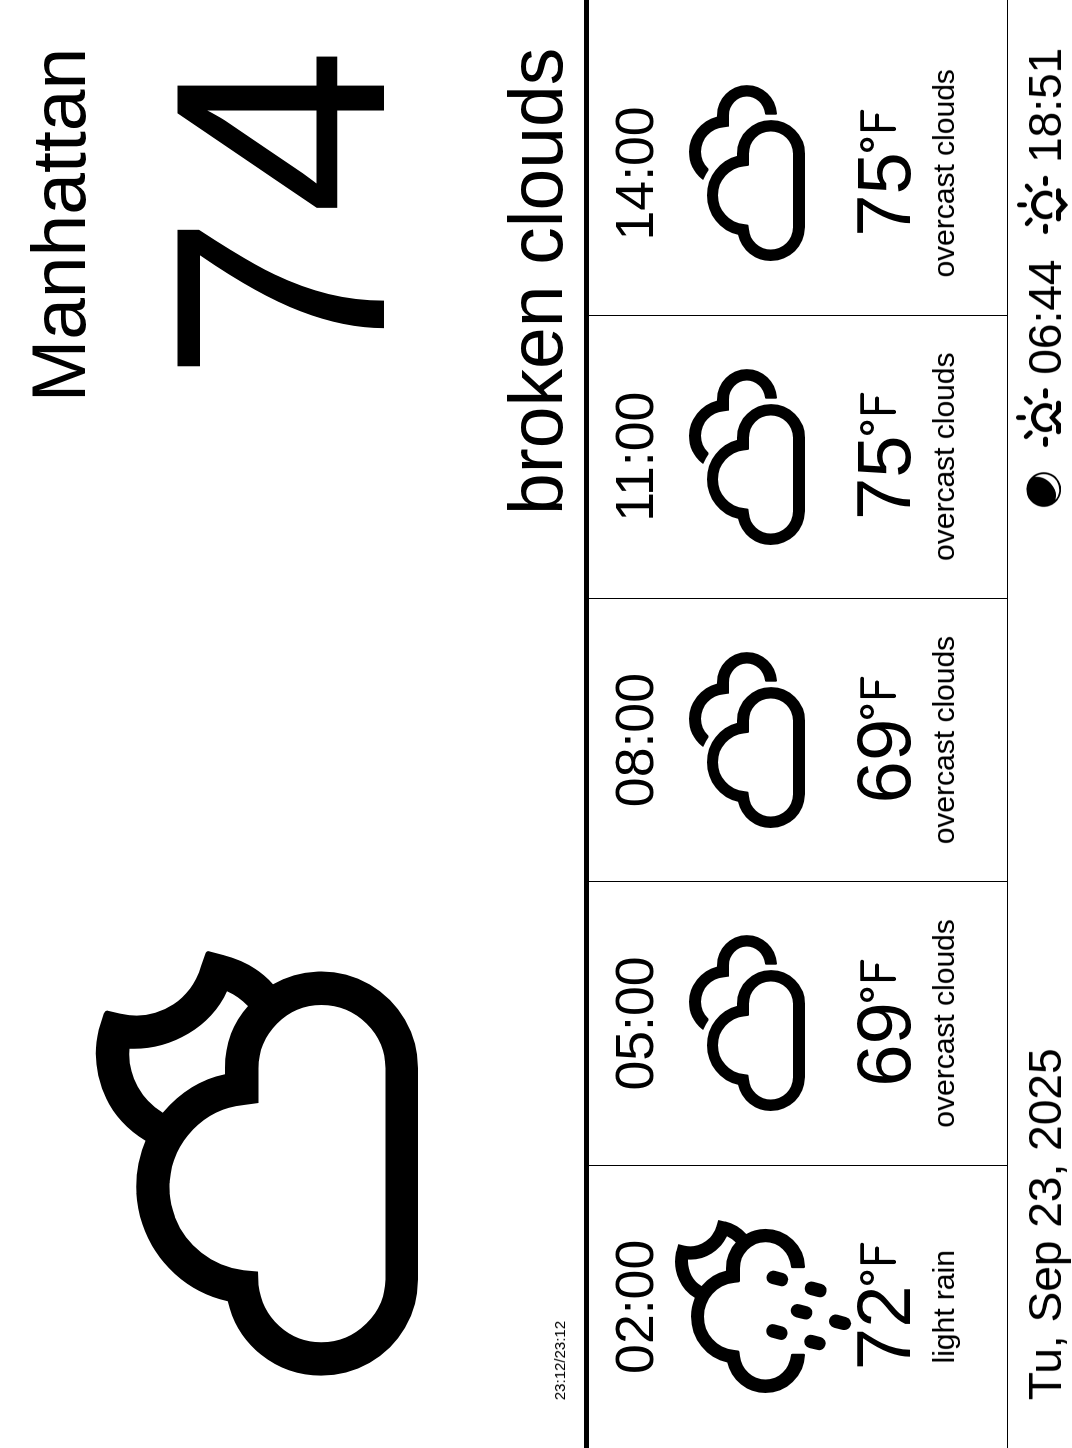 Manhattan
74
broken clouds
23:12/23:12
02:00 05:00 08:00 11:00 14:00
72°F 69°F 69°F 75°F 75°F
light rain overcast clouds overcast clouds overcast clouds overcast clouds
Tu, Sep 23, 2025 06:44 18:51